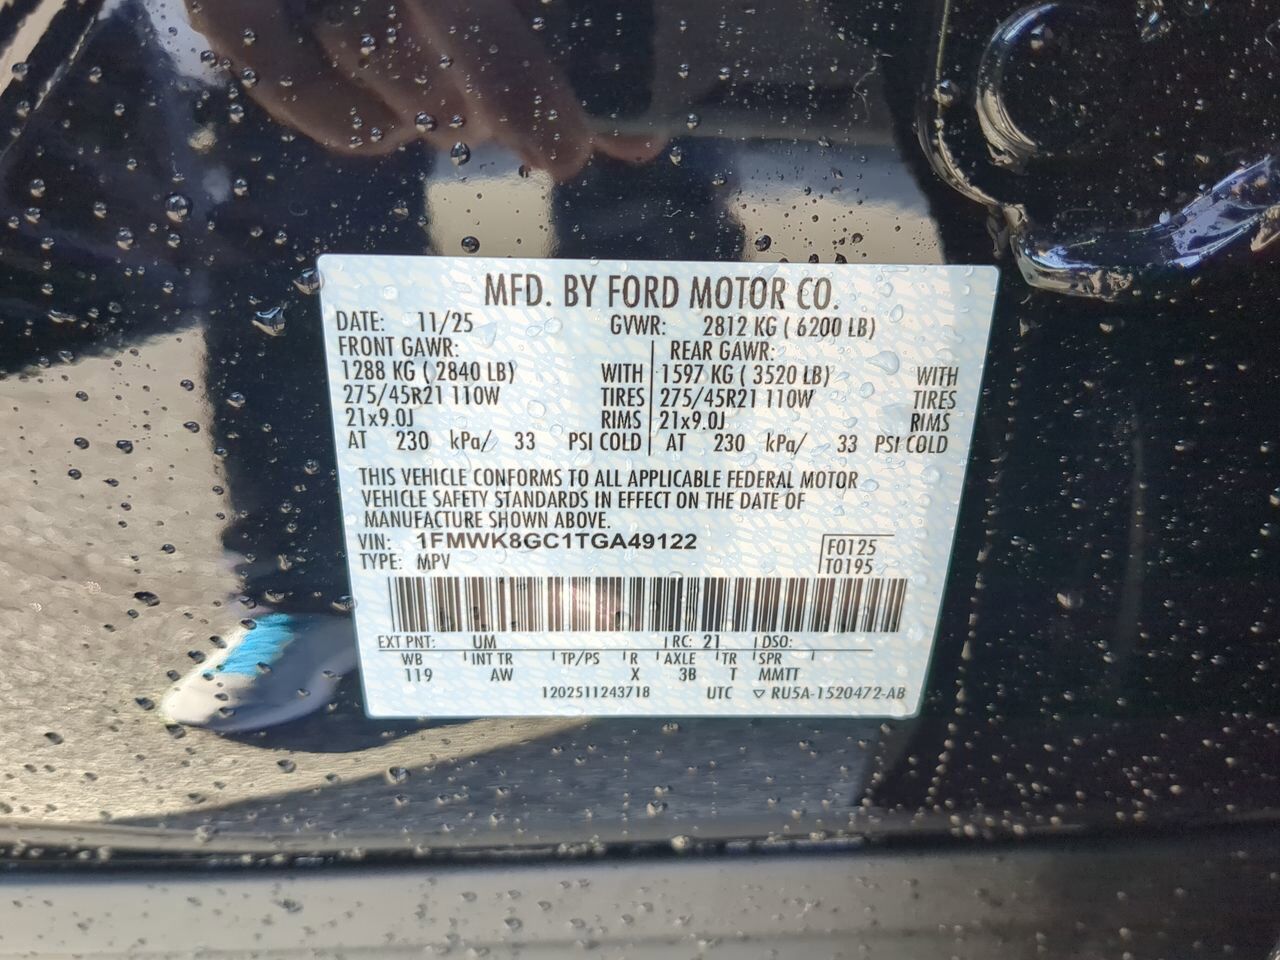 MFD. BY FORD MOTOR CO.
DATE: 11/25 GVWR: 2812 KG ( 6200 LB)
FRONT GAWR: REAR GAWR:
1288 KG ( 2840 LB) WITH 1597 KG ( 3520 LB) WITH
275/45R21 110W TIRES 275/45R21 110W TIRES
21x9.0J RIMS 21x9.0J RIMS
AT 230 kPa/ 33 PSI COLD AT 230 kPa/ 33 PSI COLD
THIS VEHICLE CONFORMS TO ALL APPLICABLE FEDERAL MOTOR
VEHICLE SAFETY STANDARDS IN EFFECT ON THE DATE OF
MANUFACTURE SHOWN ABOVE.
VIN: 1FMWK8GC1TGA49122 F0125
TYPE: MPV T0195
EXT PNT: UM RC: 21 DSO:
WB INT TR TP/PS R AXLE TR SPR
119 AW X 3B T MMTT
1202511243718 UTC ▽ RU5A-1520472-AB